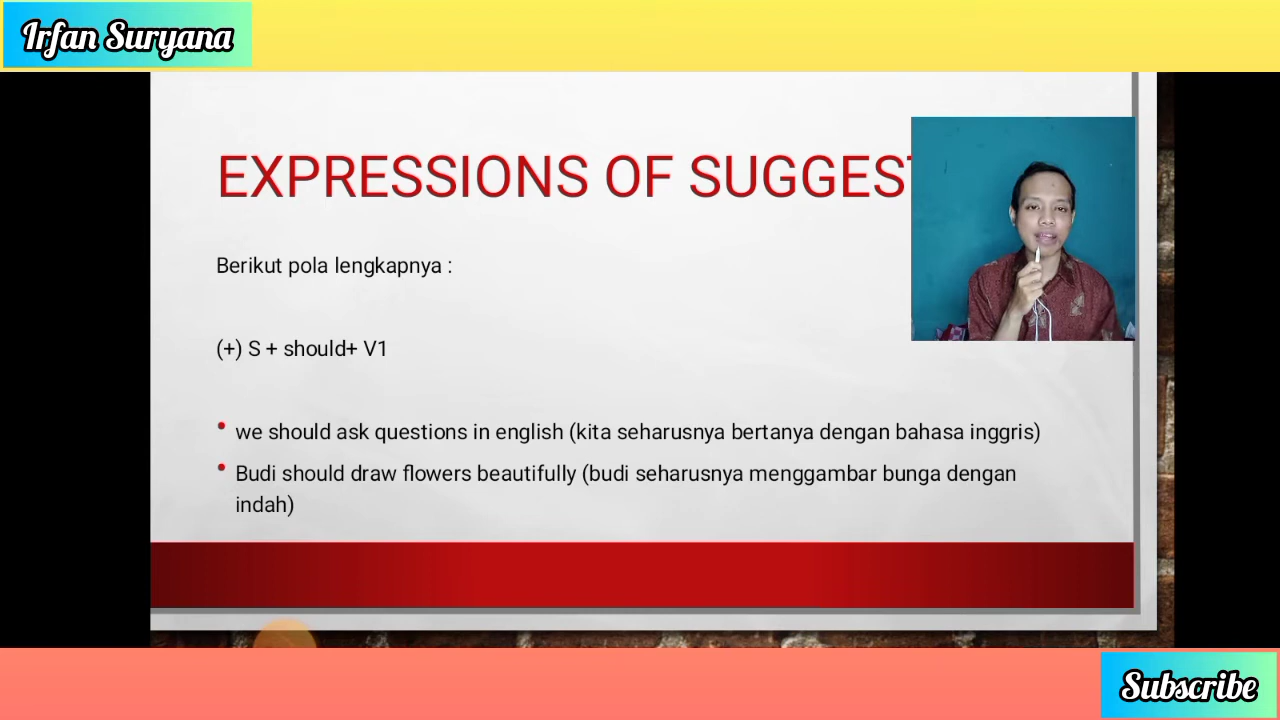 Irfan Suryana
EXPRESSIONS OF SUGGEST
Berikut pola lengkapnya :
(+) S + should+ V1
• we should ask questions in english (kita seharusnya bertanya dengan bahasa inggris)
• Budi should draw flowers beautifully (budi seharusnya menggambar bunga dengan
indah)
Subscribe